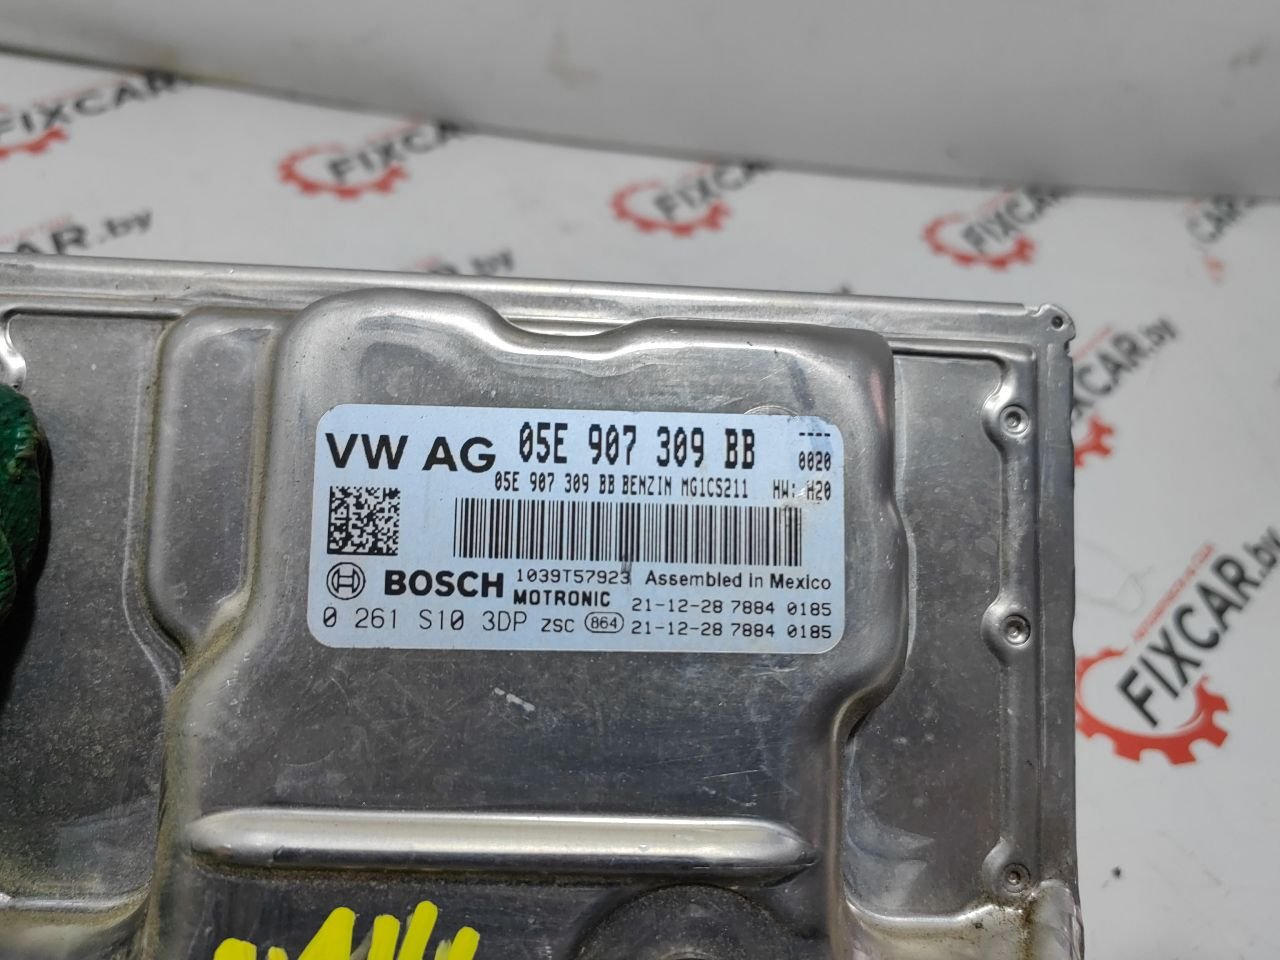 FIXCAR
FIXCAR.by
FIXCAR
FIXCAR
CAR.by
CAR.by
VW AG 05E 907 309 BB ----
0020
05E 907 309 BB BENZIN MG1CS211 HW: H20
BOSCH 1039T57923 Assembled in Mexico
MOTRONIC 21-12-28 7884 0185
0 261 S10 3DP ZSC 864 21-12-28 7884 0185
FIXCAR.by